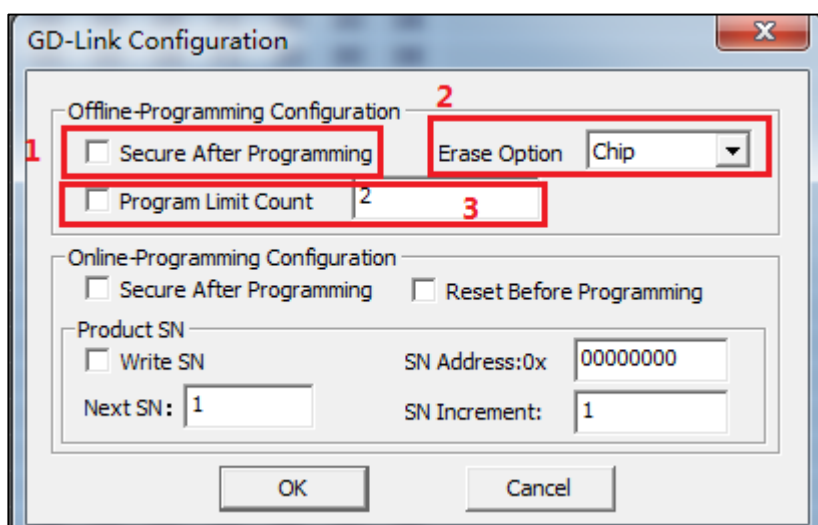 GD-Link Configuration
Offline-Programming Configuration
2
1
Secure After Programming
Erase Option
Chip
Program Limit Count
2
3
Online-Programming Configuration
Secure After Programming
Reset Before Programming
Product SN
Write SN
SN Address:0x
00000000
Next SN:
1
SN Increment:
1
OK
Cancel